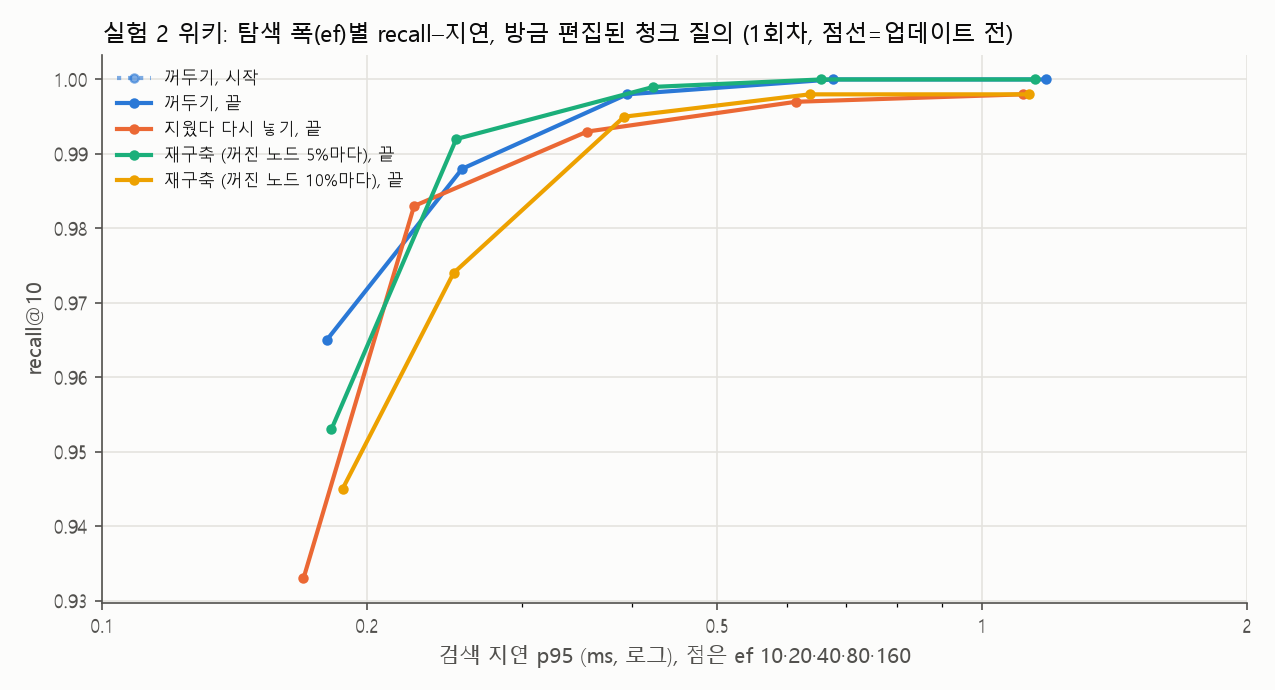 실험 2 위키: 탐색 폭(ef)별 recall–지연, 방금 편집된 청크 질의 (1회차, 점선=업데이트 전)
꺼두기, 시작
꺼두기, 끝
지웠다 다시 넣기, 끝
재구축 (꺼진 노드 5%마다), 끝
재구축 (꺼진 노드 10%마다), 끝
recall@10
1.00
0.99
0.98
0.97
0.96
0.95
0.94
0.93
0.1
0.2
0.5
1
2
검색 지연 p95 (ms, 로그), 점은 ef 10·20·40·80·160